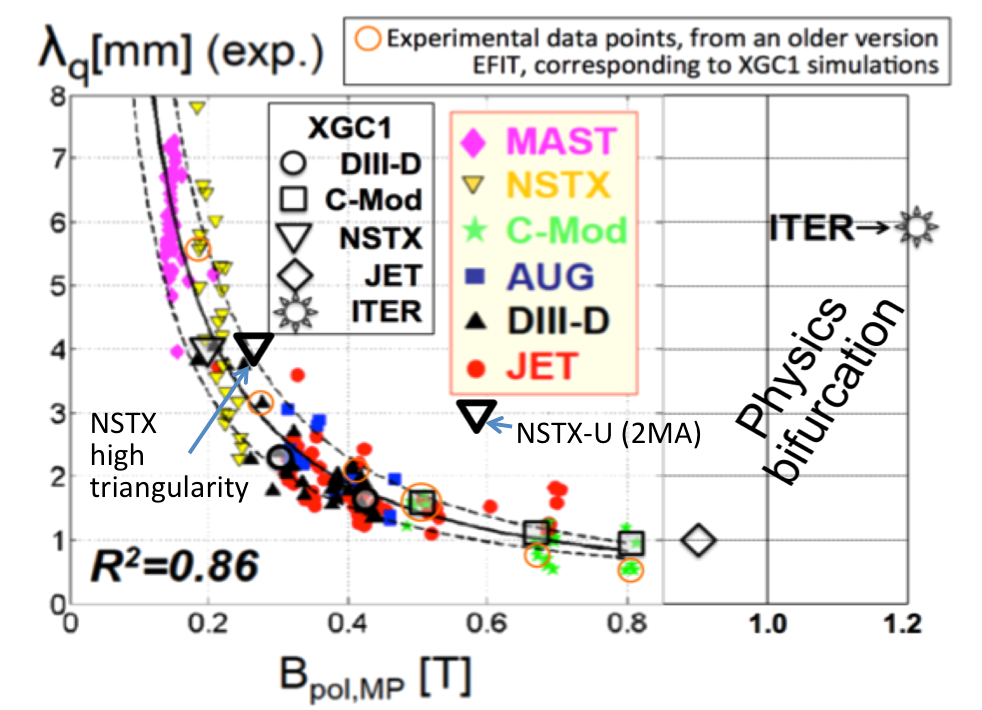 λq[mm] (exp.)
Experimental data points, from an older version
EFIT, corresponding to XGC1 simulations
8
7
6
5
4
3
2
1
0
XGC1
DIII-D
C-Mod
NSTX
JET
ITER
MAST
NSTX
C-Mod
AUG
DIII-D
JET
ITER
Physics
bifurcation
NSTX
high
triangularity
NSTX-U (2MA)
R²=0.86
0 0.2 0.4 0.6 0.8 1.0 1.2
Bpol,MP [T]